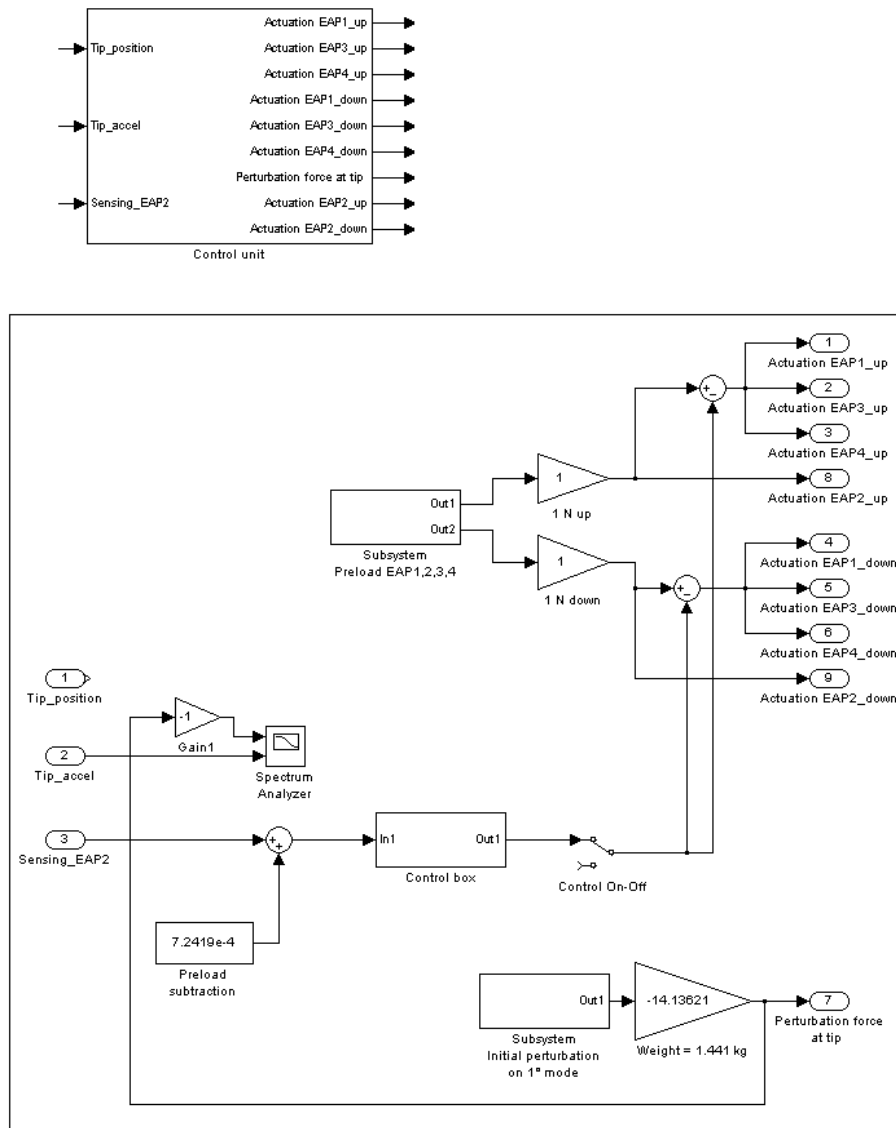 Actuation EAP1_up
Actuation EAP3_up
Tip_position
Actuation EAP4_up
Actuation EAP1_down
Tip_accel
Actuation EAP3_down
Actuation EAP4_down
Perturbation force at tip
Sensing_EAP2
Actuation EAP2_up
Actuation EAP2_down
Control unit
1
Actuation EAP1_up
+
−
2
Actuation EAP3_up
3
Actuation EAP4_up
1
8
Actuation EAP2_up
Out1
Out2
1 N up
Subsystem
Preload EAP1,2,3,4
4
Actuation EAP1_down
1
+
−
5
Actuation EAP3_down
1 N down
6
Actuation EAP4_down
1
Tip_position
9
Actuation EAP2_down
-1
Gain1
2
Tip_accel
Spectrum
Analyzer
3
Sensing_EAP2
+
+
In1
Out1
Control box
Control On-Off
7.2419e-4
Preload
subtraction
Out1
-14.13621
7
Subsystem
Initial perturbation
on 1° mode
Weight = 1.441 kg
Perturbation force
at tip